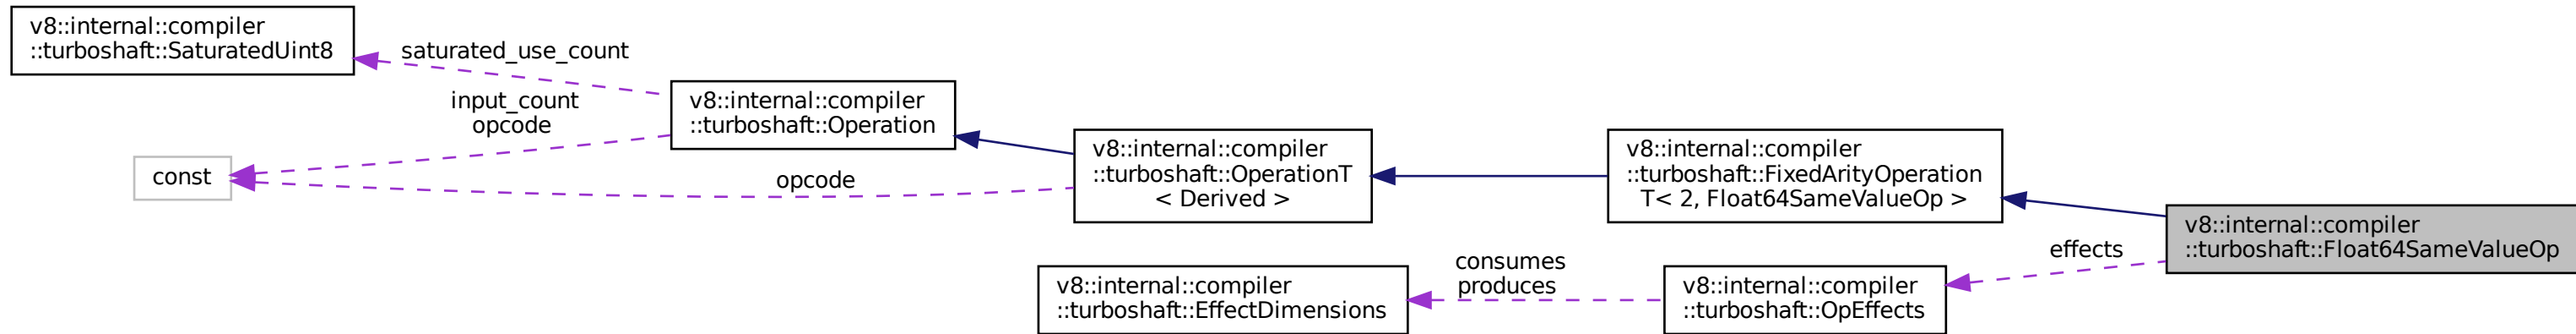 v8::internal::compiler
::turboshaft::SaturatedUint8
saturated_use_count
input_count
opcode
const
v8::internal::compiler
::turboshaft::Operation
opcode
v8::internal::compiler
::turboshaft::OperationT
< Derived >
v8::internal::compiler
::turboshaft::FixedArityOperation
T< 2, Float64SameValueOp >
v8::internal::compiler
::turboshaft::EffectDimensions
consumes
produces
v8::internal::compiler
::turboshaft::OpEffects
effects
v8::internal::compiler
::turboshaft::Float64SameValueOp